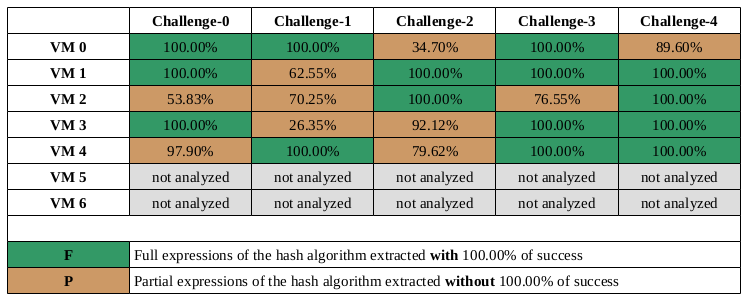 Challenge-0 Challenge-1 Challenge-2 Challenge-3 Challenge-4
VM 0 100.00% 100.00% 34.70% 100.00% 89.60%
VM 1 100.00% 62.55% 100.00% 100.00% 100.00%
VM 2 53.83% 70.25% 100.00% 76.55% 100.00%
VM 3 100.00% 26.35% 92.12% 100.00% 100.00%
VM 4 97.90% 100.00% 79.62% 100.00% 100.00%
VM 5 not analyzed not analyzed not analyzed not analyzed not analyzed
VM 6 not analyzed not analyzed not analyzed not analyzed not analyzed
F Full expressions of the hash algorithm extracted with 100.00% of success
P Partial expressions of the hash algorithm extracted without 100.00% of success